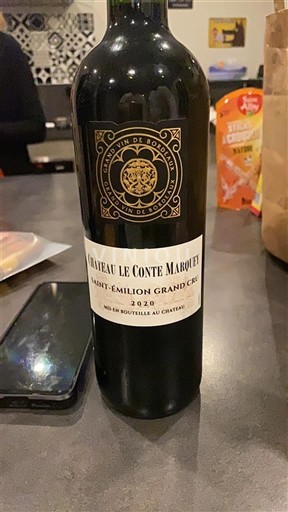 GRAND VIN DE BORDEAUX
GRAND VIN DE BORDEAUX
CHATEAU LE CONTE MARQUEY
SAINT-ÉMILION GRAND CRU
2020
MIS EN BOUTEILLE AU CHATEAU